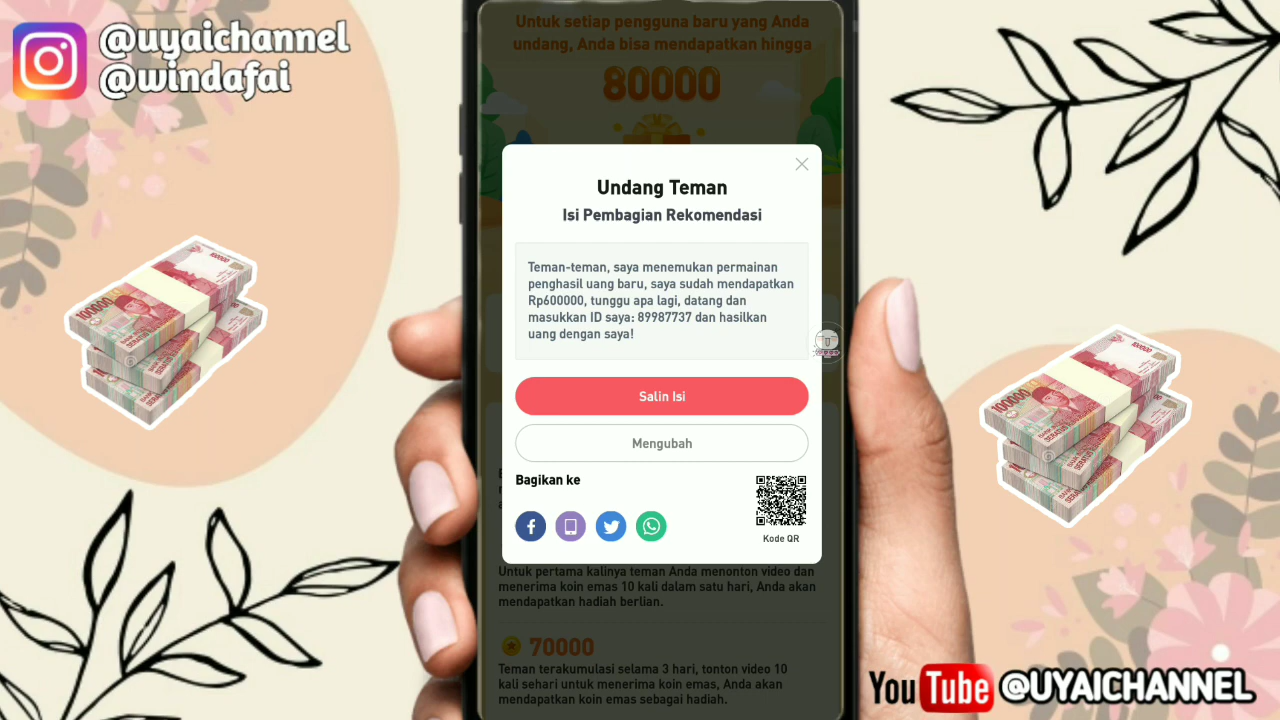 @uyaichannel
@windafai
Untuk setiap pengguna baru yang Anda
undang, Anda bisa mendapatkan hingga
80000
Undang Teman
Isi Pembagian Rekomendasi
Teman-teman, saya menemukan permainan
penghasil uang baru, saya sudah mendapatkan
Rp600000, tunggu apa lagi, datang dan
masukkan ID saya: 89987737 dan hasilkan
uang dengan saya!
Salin Isi
Mengubah
Bagikan ke
Kode QR
Untuk pertama kalinya teman Anda menonton video dan
menerima koin emas 10 kali dalam satu hari, Anda akan
mendapatkan hadiah berlian.
70000
Teman terakumulasi selama 3 hari, tonton video 10
kali sehari untuk menerima koin emas, Anda akan
mendapatkan koin emas sebagai hadiah.
100000
100000
100000
100000
YouTube @UYAICHANNEL